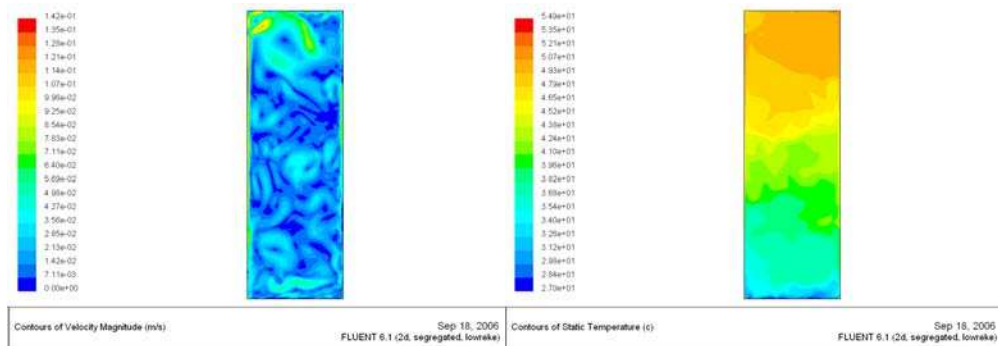 1.42e-01
1.35e-01
1.28e-01
1.21e-01
1.14e-01
1.07e-01
9.96e-02
9.25e-02
8.54e-02
7.83e-02
7.11e-02
6.40e-02
5.69e-02
4.98e-02
4.27e-02
3.56e-02
2.85e-02
2.13e-02
1.42e-02
7.11e-03
0.00e+00
Contours of Velocity Magnitude (m/s)
Sep 18, 2006
FLUENT 6.1 (2d, segregated, lowreke)
5.49e+01
5.35e+01
5.21e+01
5.07e+01
4.93e+01
4.79e+01
4.65e+01
4.52e+01
4.38e+01
4.24e+01
4.10e+01
3.96e+01
3.82e+01
3.68e+01
3.54e+01
3.40e+01
3.26e+01
3.12e+01
2.98e+01
2.84e+01
2.70e+01
Contours of Static Temperature (c)
Sep 18, 2006
FLUENT 6.1 (2d, segregated, lowreke)